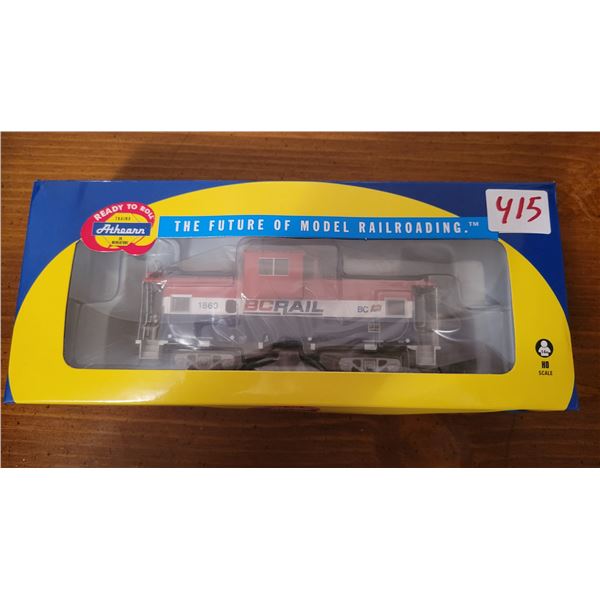 READY TO ROLL
TRAINS
Athearn
IN MINIATURE
THE FUTURE OF MODEL RAILROADING.™
415
1860 BCRAIL BC
HO
SCALE